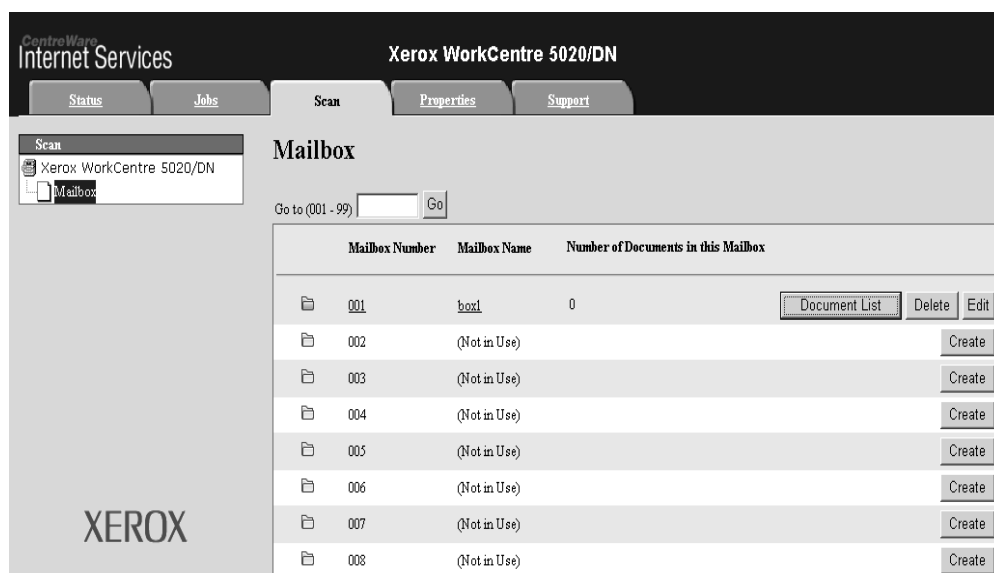 CentreWare
Internet Services
Xerox WorkCentre 5020/DN
Status Jobs Scan Properties Support
Scan
Xerox WorkCentre 5020/DN
Mailbox
XEROX
Mailbox
Go to (001 - 99) Go
Mailbox Number Mailbox Name Number of Documents in this Mailbox
001 box1 0 Document List Delete Edit
002 (Not in Use) Create
003 (Not in Use) Create
004 (Not in Use) Create
005 (Not in Use) Create
006 (Not in Use) Create
007 (Not in Use) Create
008 (Not in Use) Create